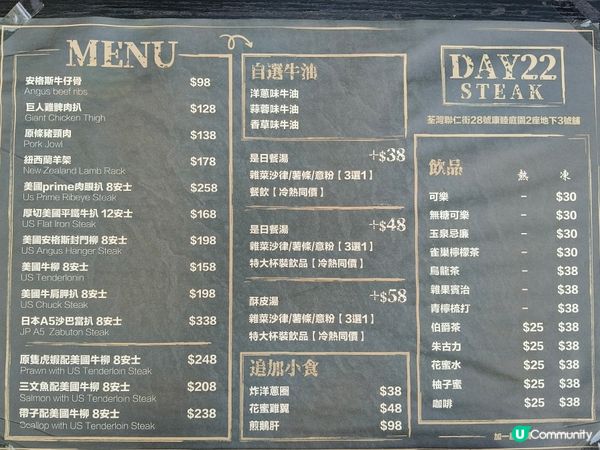 MENU
安格斯牛仔骨 $98
Angus beef ribs
巨人雞髀肉扒 $128
Giant Chicken Thigh
原條豬頸肉 $138
Pork Jowl
紐西蘭羊架 $178
New Zealand Lamb Rack
美國prime肉眼扒 8安士 $258
Us Prime Ribeye Steak
厚切美國平鐵牛扒 12安士 $168
US Flat Iron Steak
美國安格斯封門柳 8安士 $198
US Angus Hanger Steak
美國牛柳 8安士 $158
US Tenderlonin
美國牛肩胛扒 8安士 $198
US Chuck Steak
日本A5沙巴當扒 8安士 $338
JP A5 Zabuton Steak
原隻虎蝦配美國牛柳 8安士 $248
Prawn with US Tenderloin Steak
三文魚配美國牛柳 8安士 $208
Salmon with US Tenderloin Steak
帶子配美國牛柳 8安士 $238
Scallop with US Tenderloin Steak
自選牛油
洋蔥味牛油
蒜蓉味牛油
香草味牛油
是日餐湯 +$38
雜菜沙律/薯條/意粉【3選1】
餐飲【冷熱同價】
是日餐湯 +$48
雜菜沙律/薯條/意粉【3選1】
特大杯裝飲品【冷熱同價】
酥皮湯 +$58
雜菜沙律/薯條/意粉【3選1】
特大杯裝飲品【冷熱同價】
追加小食
炸洋蔥圈 $38
花蜜雞翼 $48
煎鵝肝 $98
DAY22
STEAK
荃灣聯仁街28號康睦庭園2座地下3號舖
飲品 熱 凍
可樂 – $30
無糖可樂 – $30
玉泉忌廉 – $30
雀巢檸檬茶 – $30
烏龍茶 – $38
雜果賓治 – $38
青檸梳打 – $38
伯爵茶 $25 $38
朱古力 $25 $38
花蜜水 $25 $38
柚子蜜 $25 $38
咖啡 $25 $38
加一
U Community